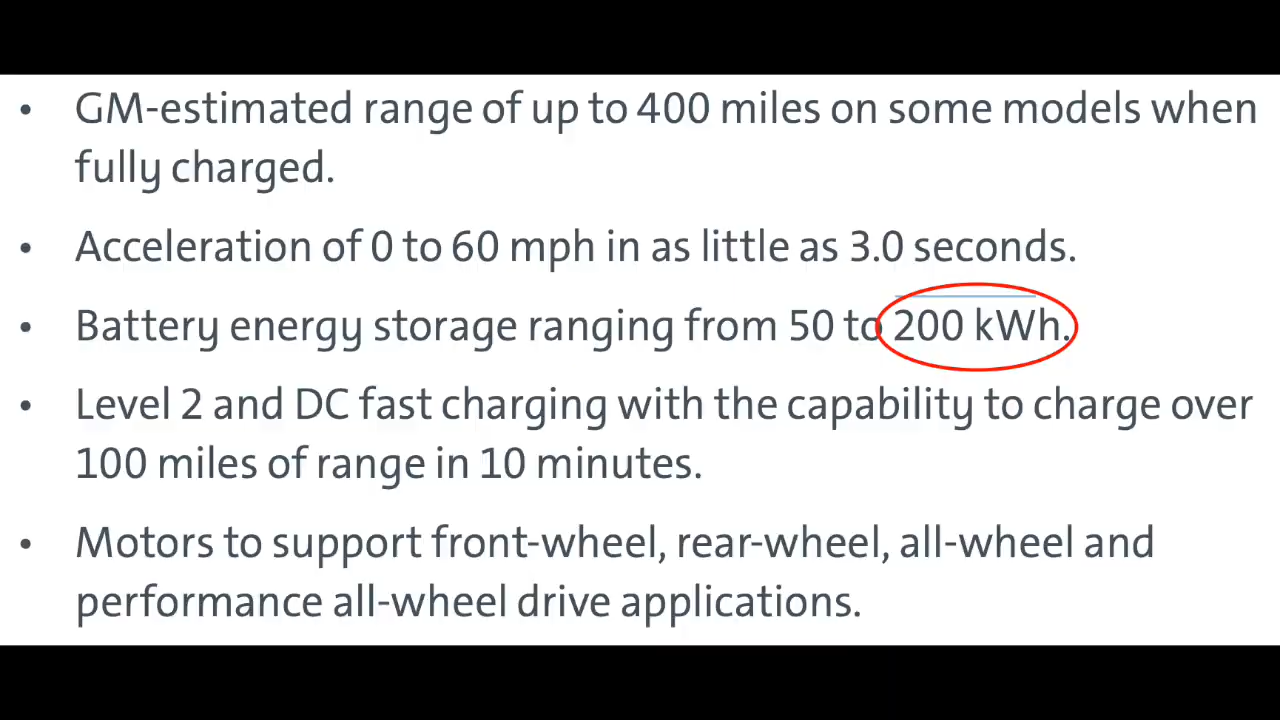 • GM-estimated range of up to 400 miles on some models when
fully charged.
• Acceleration of 0 to 60 mph in as little as 3.0 seconds.
• Battery energy storage ranging from 50 to 200 kWh.
• Level 2 and DC fast charging with the capability to charge over
100 miles of range in 10 minutes.
• Motors to support front-wheel, rear-wheel, all-wheel and
performance all-wheel drive applications.